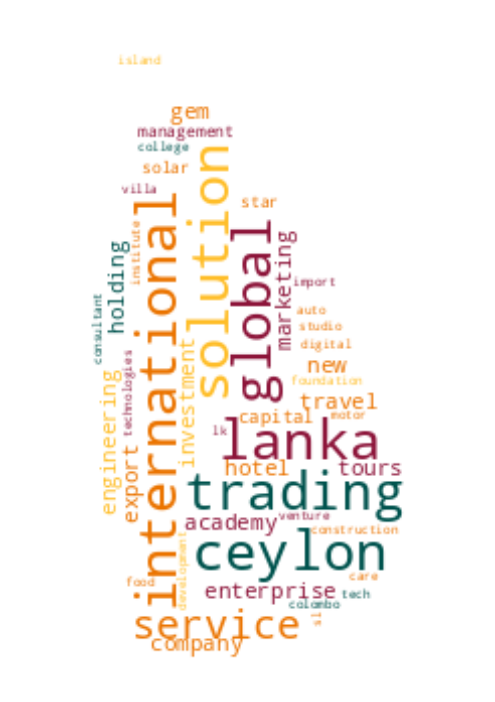 island
gem
management
college
solar
villa
star
solution
international
global
institute
marketing
holding
import
consultant
auto
studio
digital
investment
technologies
new
foundation
engineering
travel
capital
motor
lk
lanka
export
hotel
tours
trading
academy
venture
construction
development
ceylon
care
food
enterprise
tech
colombo
sl
service
company